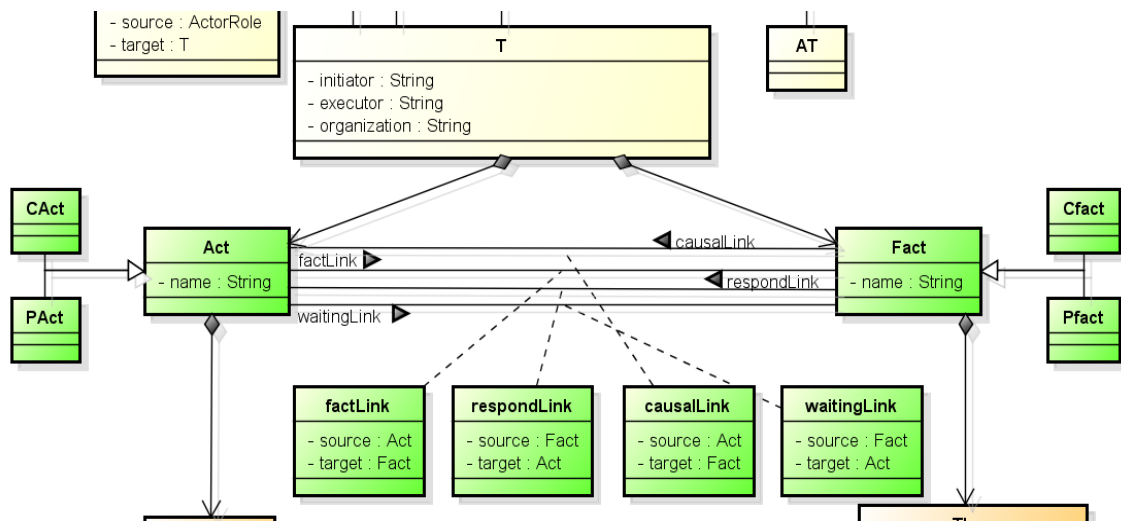 - source : ActorRole
- target : T
T
- initiator : String
- executor : String
- organization : String
AT
CAct
PAct
Act
- name : String
causalLink
factLink
respondLink
waitingLink
Fact
- name : String
Cfact
Pfact
factLink
- source : Act
- target : Fact
respondLink
- source : Fact
- target : Act
causalLink
- source : Act
- target : Fact
waitingLink
- source : Fact
- target : Act